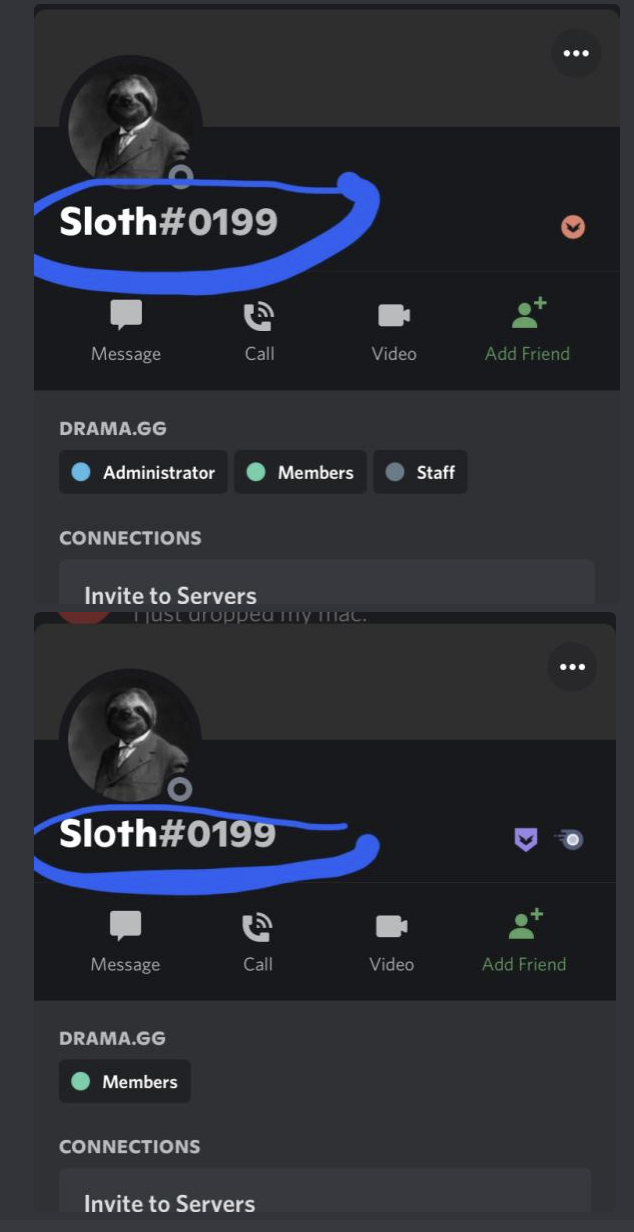 Sloth#0199
Message Call Video Add Friend
DRAMA.GG
Administrator Members Staff
CONNECTIONS
Invite to Servers
I just dropped my mac.
Sloth#0199
Message Call Video Add Friend
DRAMA.GG
Members
CONNECTIONS
Invite to Servers